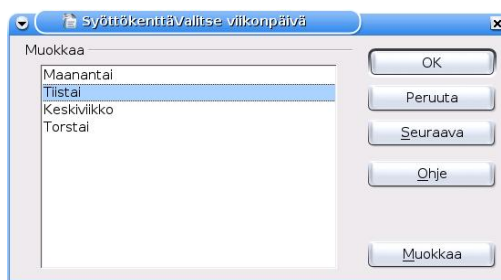 SyöttökenttäValitse viikonpäivä
Muokkaa
Maanantai
Tiistai
Keskiviikko
Torstai
OK
Peruuta
Seuraava
Ohje
Muokkaa